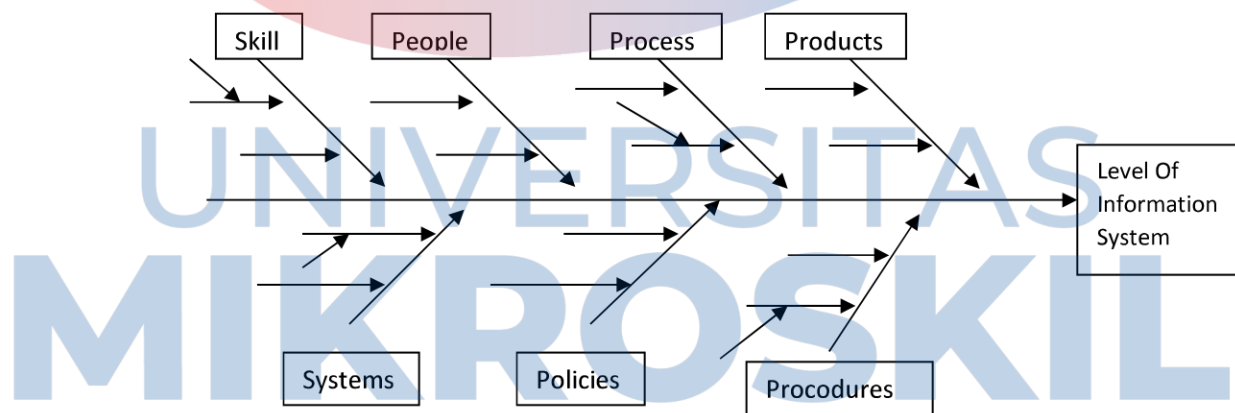 Skill
People
Process
Products
UNIVERSITAS
Level Of
Information
System
MIKROSKIL
Systems
Policies
Procodures